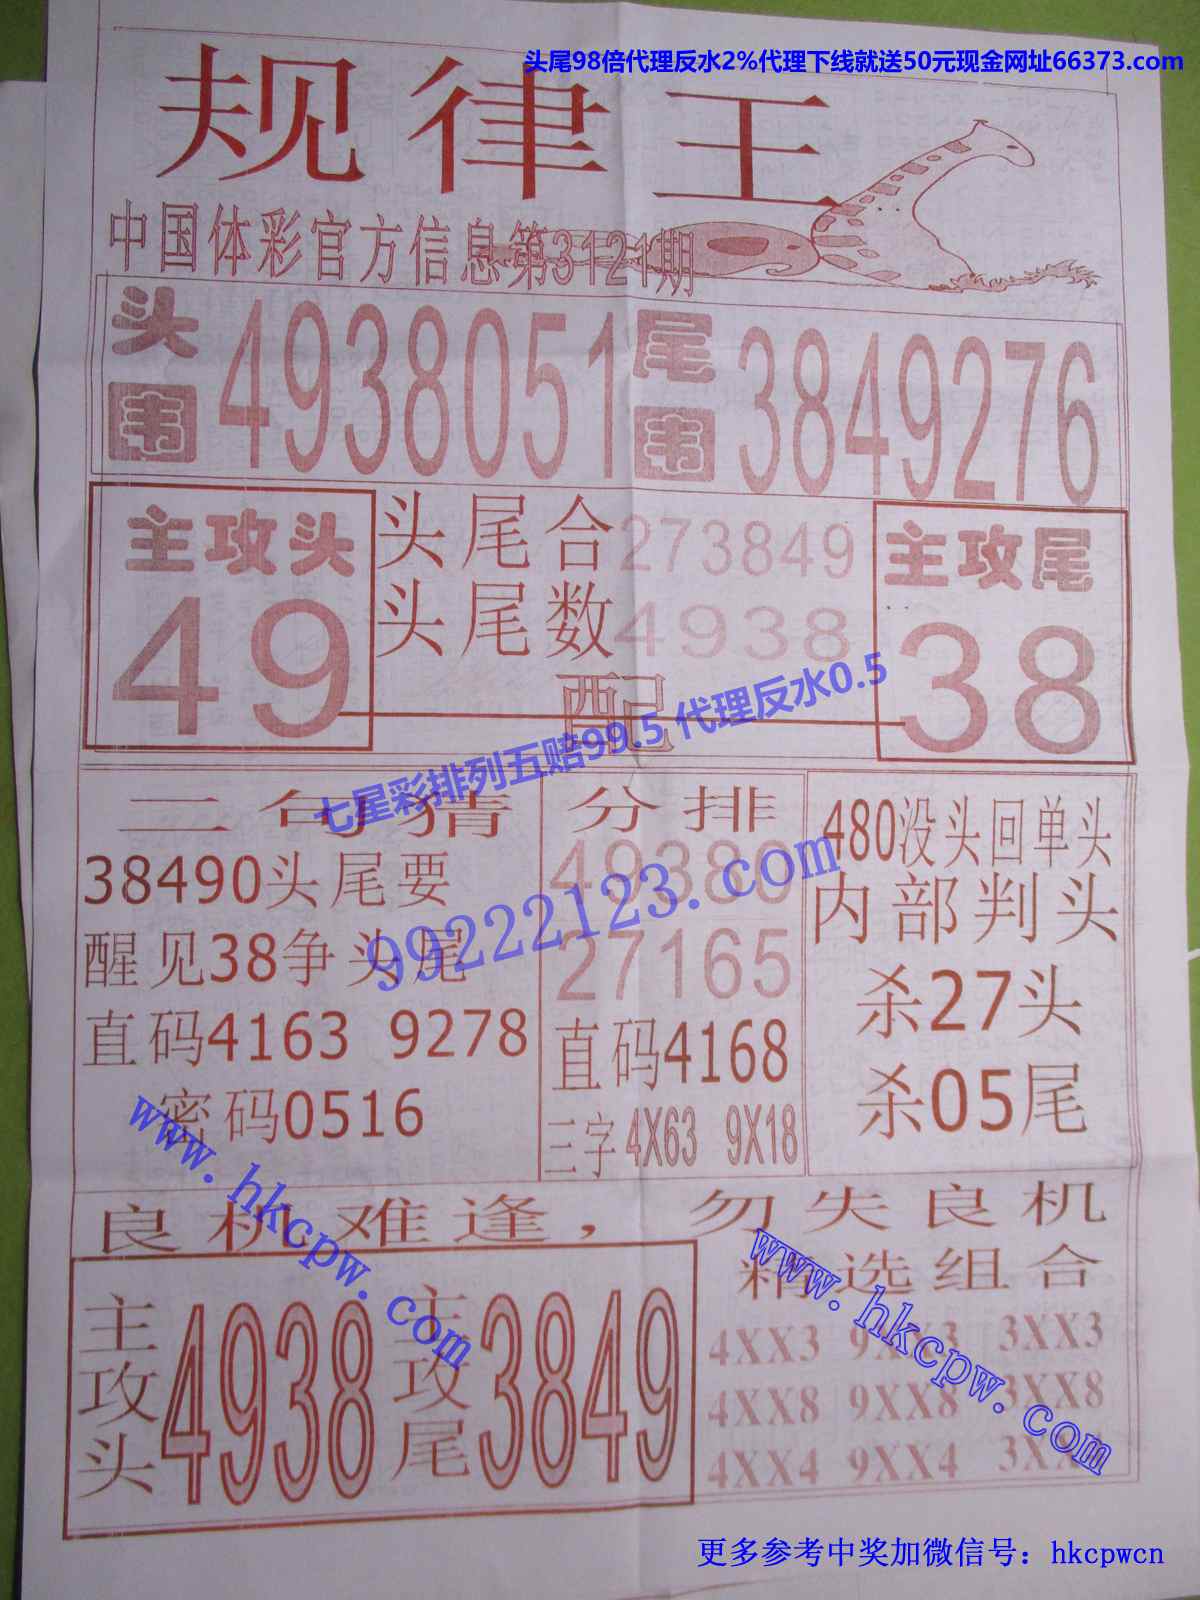 头尾98倍代理反水2%代理下线就送50元现金网址66373.com
规律王
中国体彩官方信息第3121期
头围 4938051 尾围 3849276
主攻头 49
头尾合273849
头尾数4938
配
主攻尾 38
七星彩排列五赔99.5 代理反水0.5
99222123.com
二句猜
38490头尾要
醒见38争头尾
直码4163 9278
密码0516
分排
49380
27165
直码4168
三字 4X63 9X18
480没头回单头
内部判头
杀27头
杀05尾
www.hkcpw.com
www.hkcpw.com
良机难逢，勿失良机
主攻头 4938 主攻尾 3849
精选组合
4XX3 9XX3 3XX3
4XX8 9XX8 3XX8
4XX4 9XX4
更多参考中奖加微信号：hkcpwcn